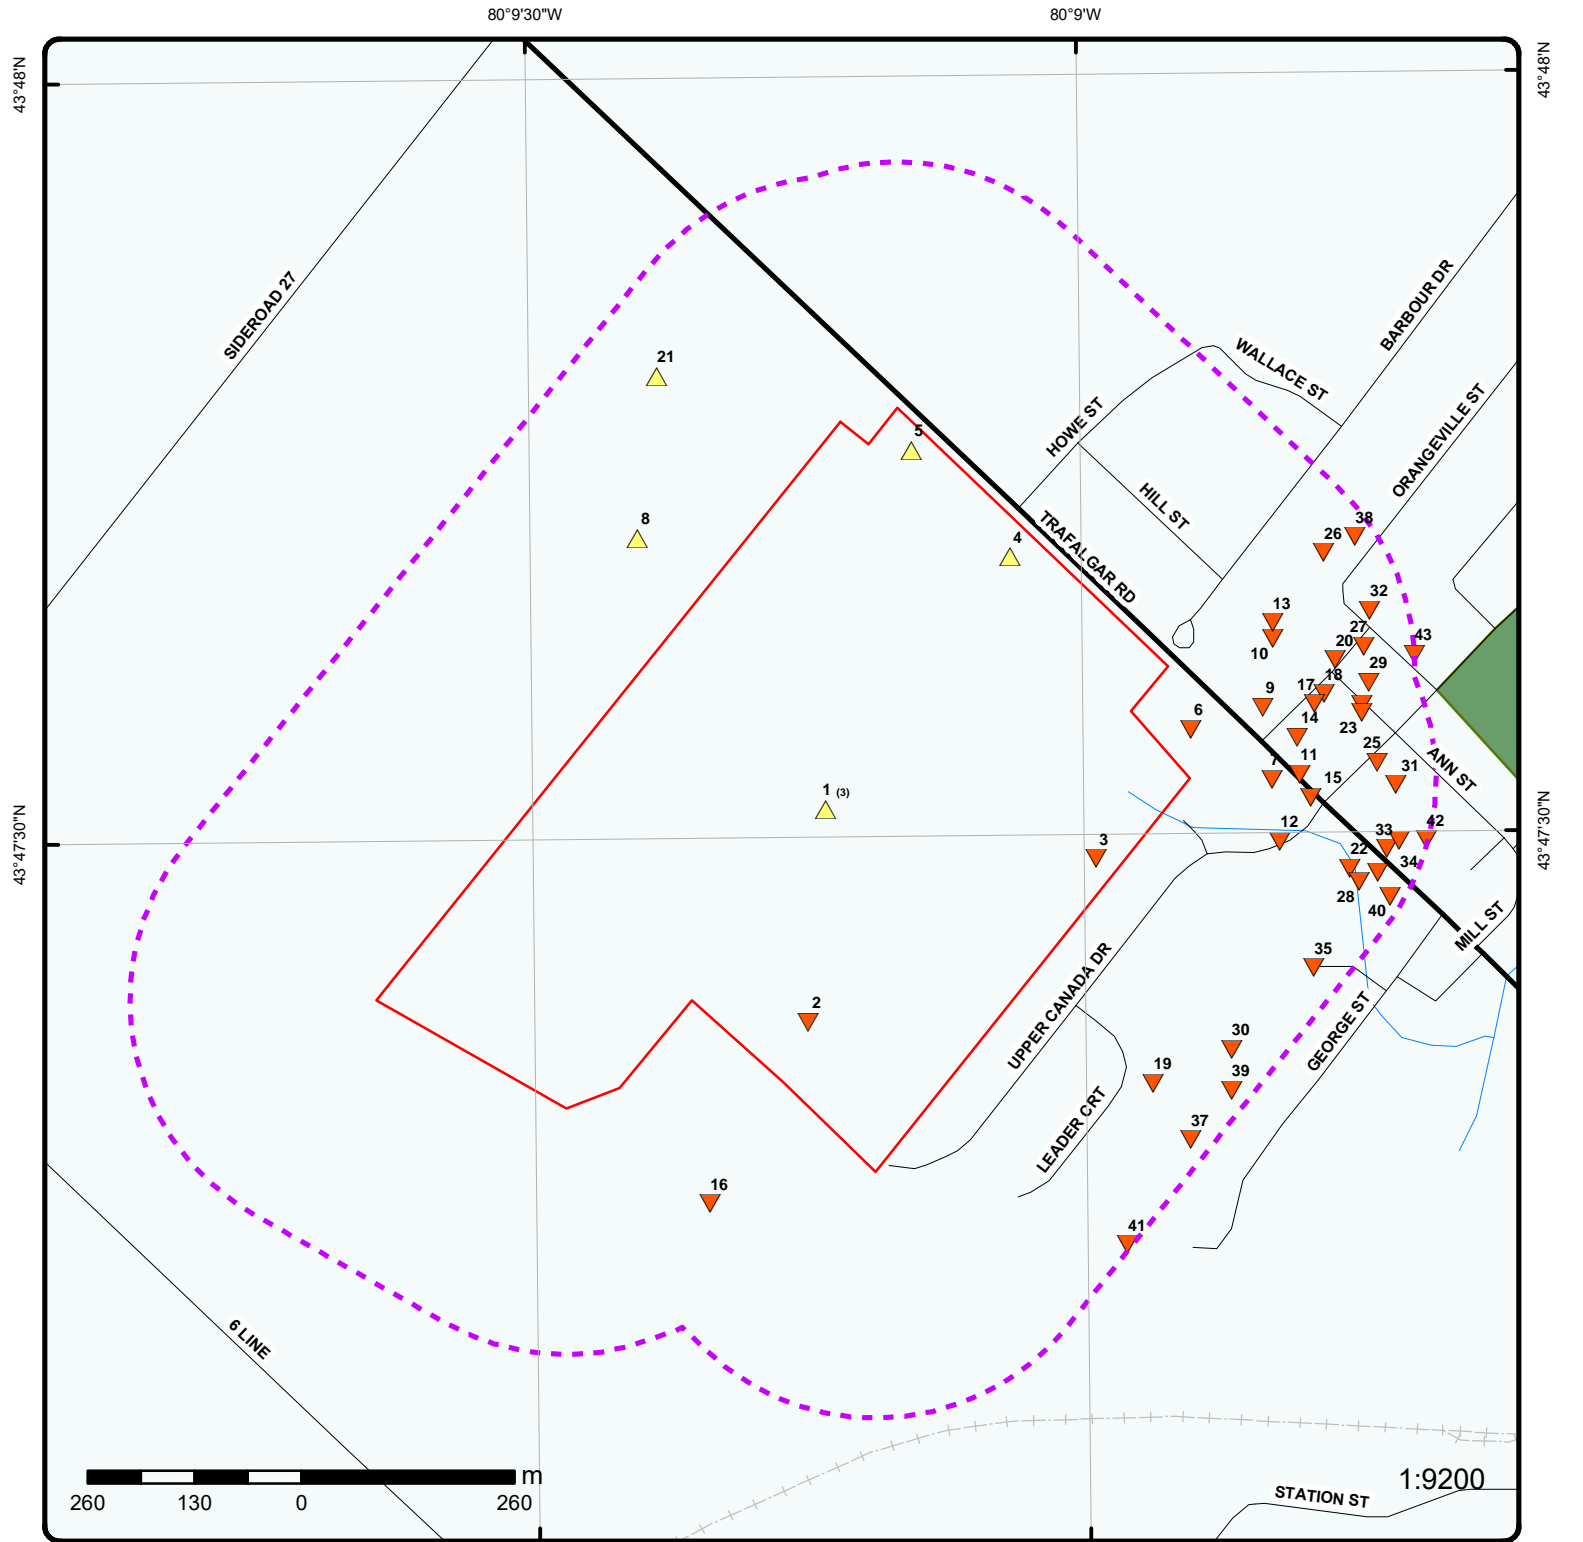 80°9'30"W
80°9'W
43°48'N
43°48'N
SIDEROAD 27
BARBOUR DR
WALLACE ST
21
ORANGEVILLE ST
HOWE ST
5
HILL ST
8
38
26
4
TRAFALGAR RD
32
13
27
43
20
10
29
18
17
9
6
23
14
25
ANN ST
11
7
31
15
1 (3)
43°47'30"N
43°47'30"N
12
33
42
3
22
34
28
40
MILL ST
35
UPPER CANADA DR
2
GEORGE ST
30
19
39
LEADER CRT
37
16
41
6 LINE
m
260 130 0 260
1:9200
STATION ST